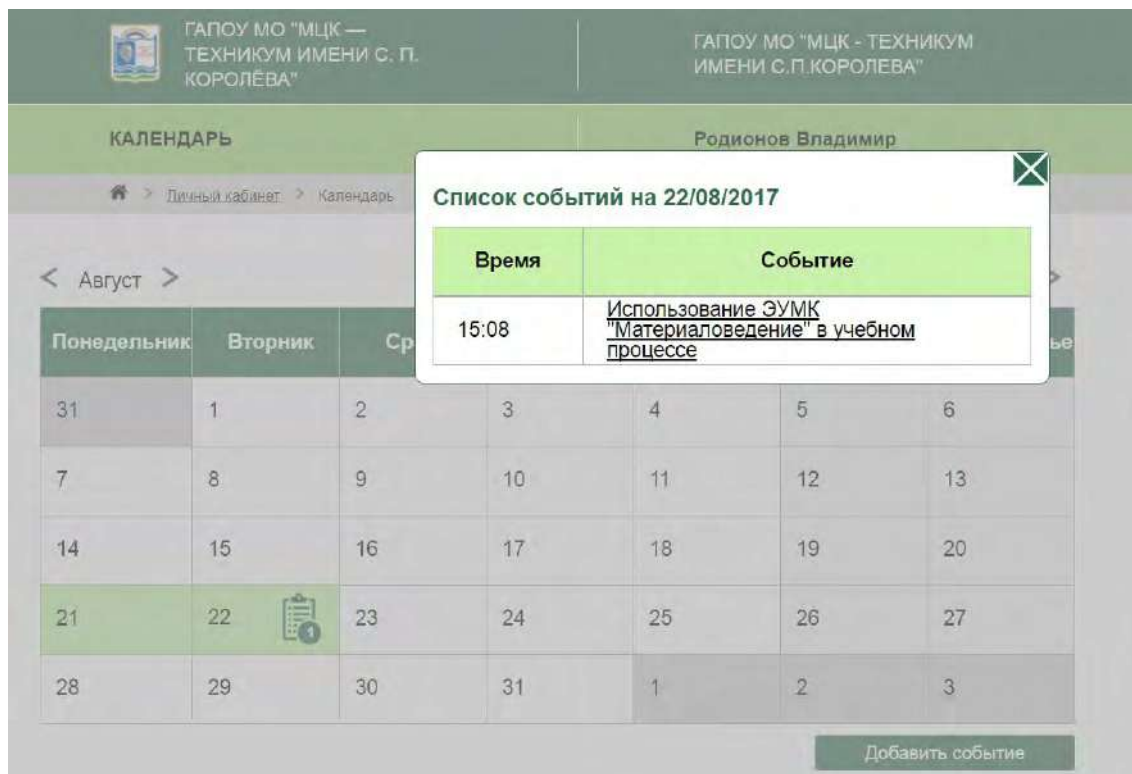 ГАПОУ МО "МЦК —
ТЕХНИКУМ ИМЕНИ С. П.
КОРОЛЁВА"
ГАПОУ МО "МЦК - ТЕХНИКУМ
ИМЕНИ С.П.КОРОЛЕВА"
КАЛЕНДАРЬ
Родионов Владимир
> Личный кабинет > Календарь
Список событий на 22/08/2017
Время Событие
15:08
Использование ЭУМК
"Материаловедение" в учебном
процессе
< Август > >
Понедельник Вторник Ср ье
31 1 2 3 4 5 6
7 8 9 10 11 12 13
14 15 16 17 18 19 20
21 22 1 23 24 25 26 27
28 29 30 31 1 2 3
Добавить событие